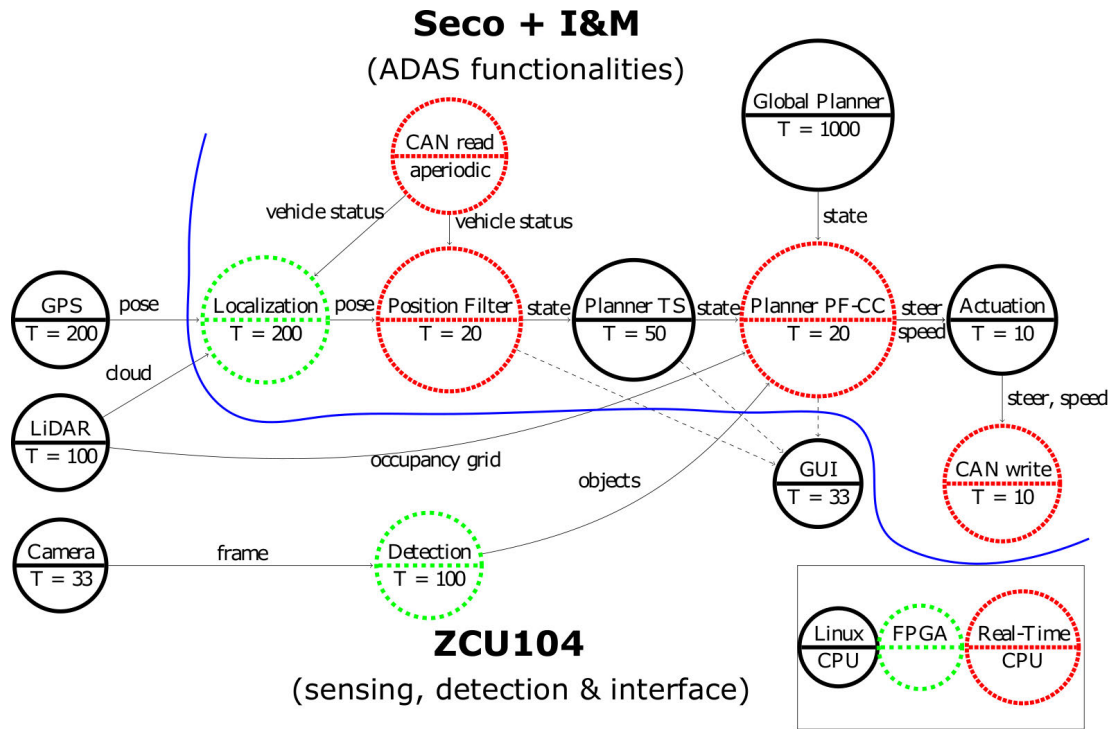 Seco + I&M
(ADAS functionalities)
Global Planner
T = 1000
CAN read
aperiodic
vehicle status
vehicle status
state
GPS
T = 200
pose
Localization
T = 200
pose
Position Filter
T = 20
state
Planner TS
T = 50
state
Planner PF-CC
T = 20
steer
speed
Actuation
T = 10
cloud
steer, speed
LiDAR
T = 100
occupancy grid
objects
GUI
T = 33
CAN write
T = 10
Camera
T = 33
frame
Detection
T = 100
ZCU104
(sensing, detection & interface)
Linux
CPU
FPGA
Real-Time
CPU